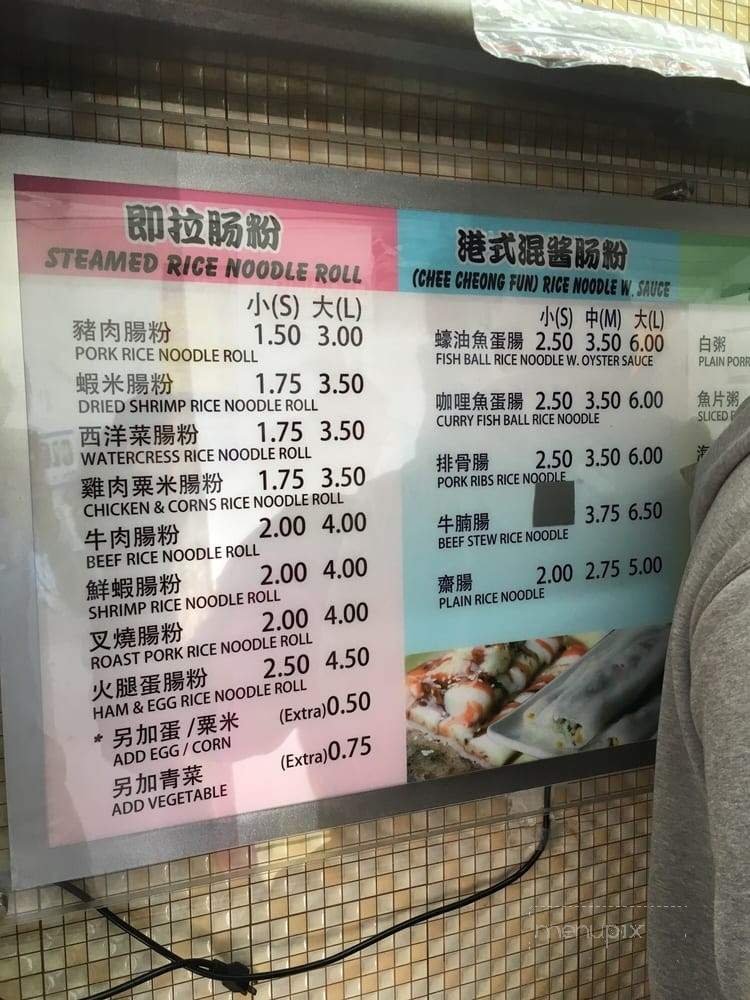 即拉肠粉
STEAMED RICE NOODLE ROLL
小(S) 大(L)
豬肉腸粉 1.50 3.00
PORK RICE NOODLE ROLL
蝦米腸粉 1.75 3.50
DRIED SHRIMP RICE NOODLE ROLL
西洋菜腸粉 1.75 3.50
WATERCRESS RICE NOODLE ROLL
雞肉粟米腸粉 1.75 3.50
CHICKEN & CORNS RICE NOODLE ROLL
牛肉腸粉 2.00 4.00
BEEF RICE NOODLE ROLL
鮮蝦腸粉 2.00 4.00
SHRIMP RICE NOODLE ROLL
叉燒腸粉 2.00 4.00
ROAST PORK RICE NOODLE ROLL
火腿蛋腸粉 2.50 4.50
HAM & EGG RICE NOODLE ROLL
* 另加蛋/粟米 (Extra)0.50
ADD EGG / CORN
另加青菜 (Extra)0.75
ADD VEGETABLE
港式混酱肠粉
(CHEE CHEONG FUN) RICE NOODLE W. SAUCE
小(S) 中(M) 大(L)
蠔油魚蛋腸 2.50 3.50 6.00
FISH BALL RICE NOODLE W. OYSTER SAUCE
咖哩魚蛋腸 2.50 3.50 6.00
CURRY FISH BALL RICE NOODLE
排骨腸 2.50 3.50 6.00
PORK RIBS RICE NOODLE
牛腩腸 3.75 6.50
BEEF STEW RICE NOODLE
齋腸 2.00 2.75 5.00
PLAIN RICE NOODLE
白粥
PLAIN PORR
魚片粥
SLICED
menupix